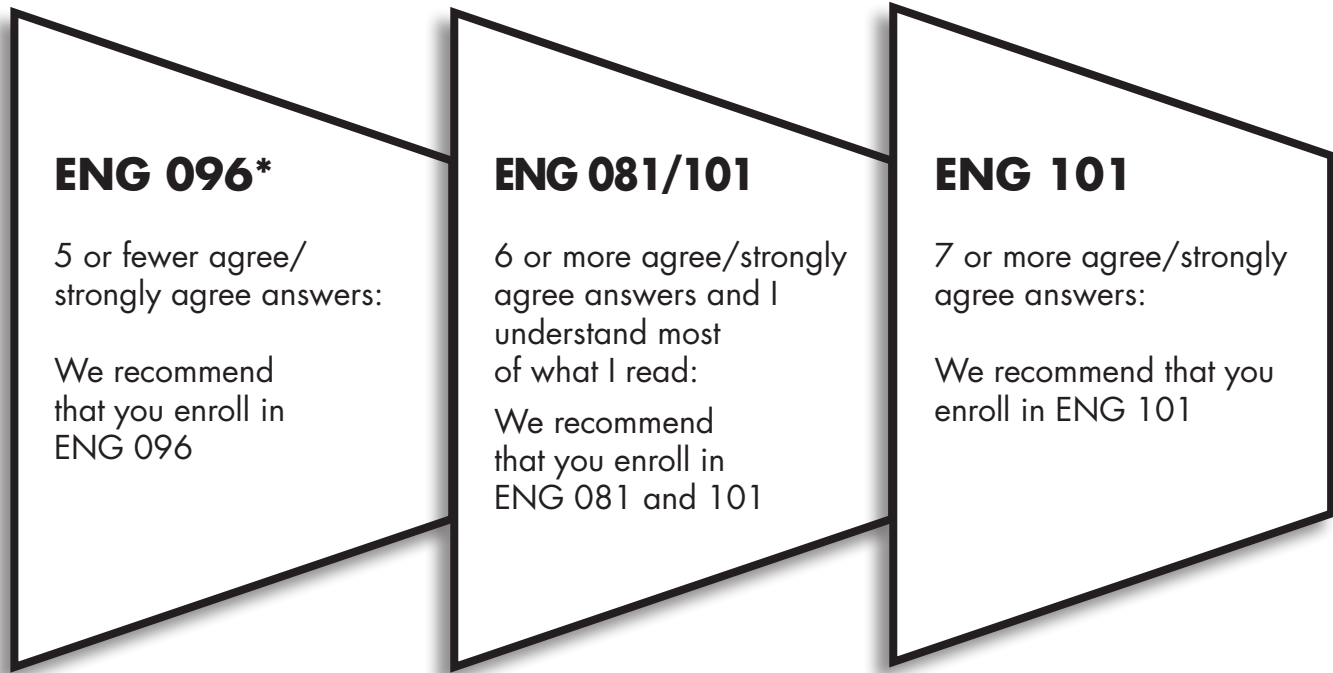 ENG 096*
5 or fewer agree/
strongly agree answers:
We recommend
that you enroll in
ENG 096
ENG 081/101
6 or more agree/strongly
agree answers and I
understand most
of what I read:
We recommend
that you enroll in
ENG 081 and 101
ENG 101
7 or more agree/strongly
agree answers:
We recommend that you
enroll in ENG 101